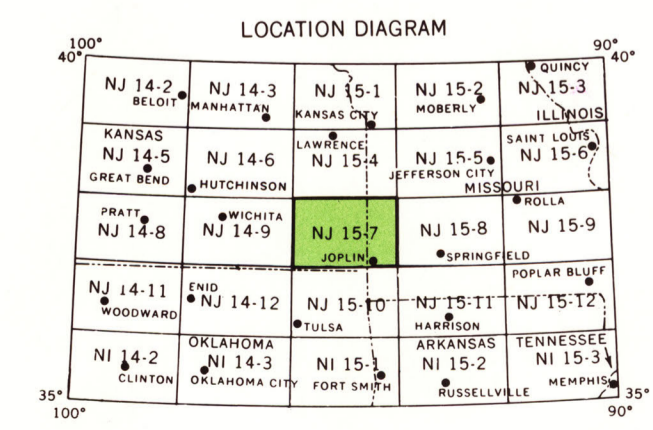 LOCATION DIAGRAM
100° 90°
40° 40°
NJ 14-2 NJ 14-3 NJ 15-1 NJ 15-2 NJ 15-3
QUINCY
BELOIT MANHATTAN KANSAS CITY MOBERLY ILLINOIS
KANSAS LAWRENCE SAINT LOUIS
NJ 14-5 NJ 14-6 NJ 15-4 NJ 15-5 NJ 15-6
GREAT BEND HUTCHINSON JEFFERSON CITY
MISSOURI
PRATT WICHITA ROLLA
NJ 14-8 NJ 14-9 NJ 15-7 NJ 15-8 NJ 15-9
JOPLIN SPRINGFIELD
POPLAR BLUFF
NJ 14-11 ENID NJ 14-12 NJ 15-10 NJ 15-11 NJ 15-12
WOODWARD TULSA HARRISON
OKLAHOMA ARKANSAS TENNESSEE
NI 14-2 NI 14-3 NI 15-1 NI 15-2 NI 15-3
CLINTON OKLAHOMA CITY FORT SMITH RUSSELLVILLE MEMPHIS
35° 35°
100° 90°